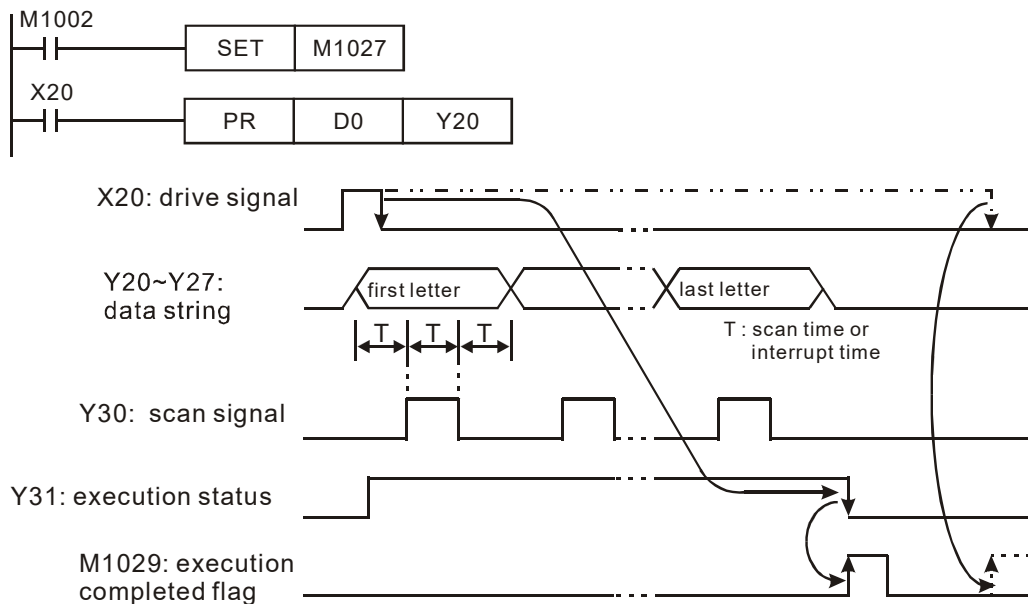 M1002
SET M1027
X20
PR D0 Y20
X20: drive signal
Y20~Y27:
data string
first letter
last letter
T T T
T : scan time or
interrupt time
Y30: scan signal
Y31: execution status
M1029: execution
completed flag